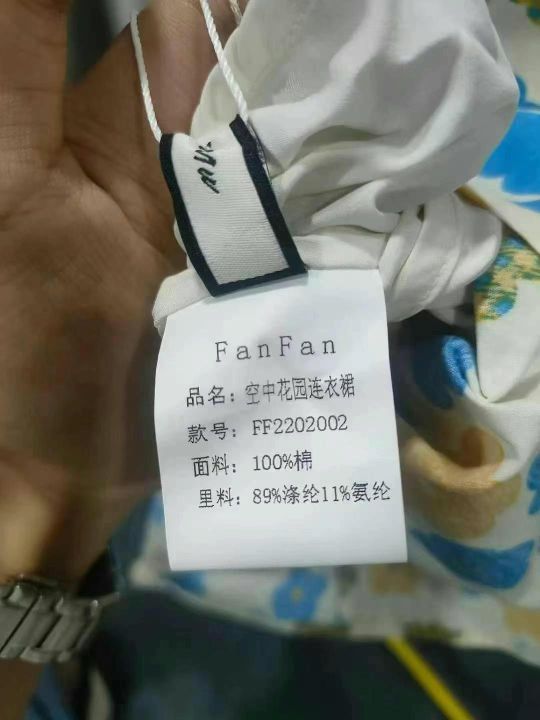 FanFan
品名：空中花园连衣裙
款号：FF2202002
面料：100%棉
里料：89%涤纶11%氨纶